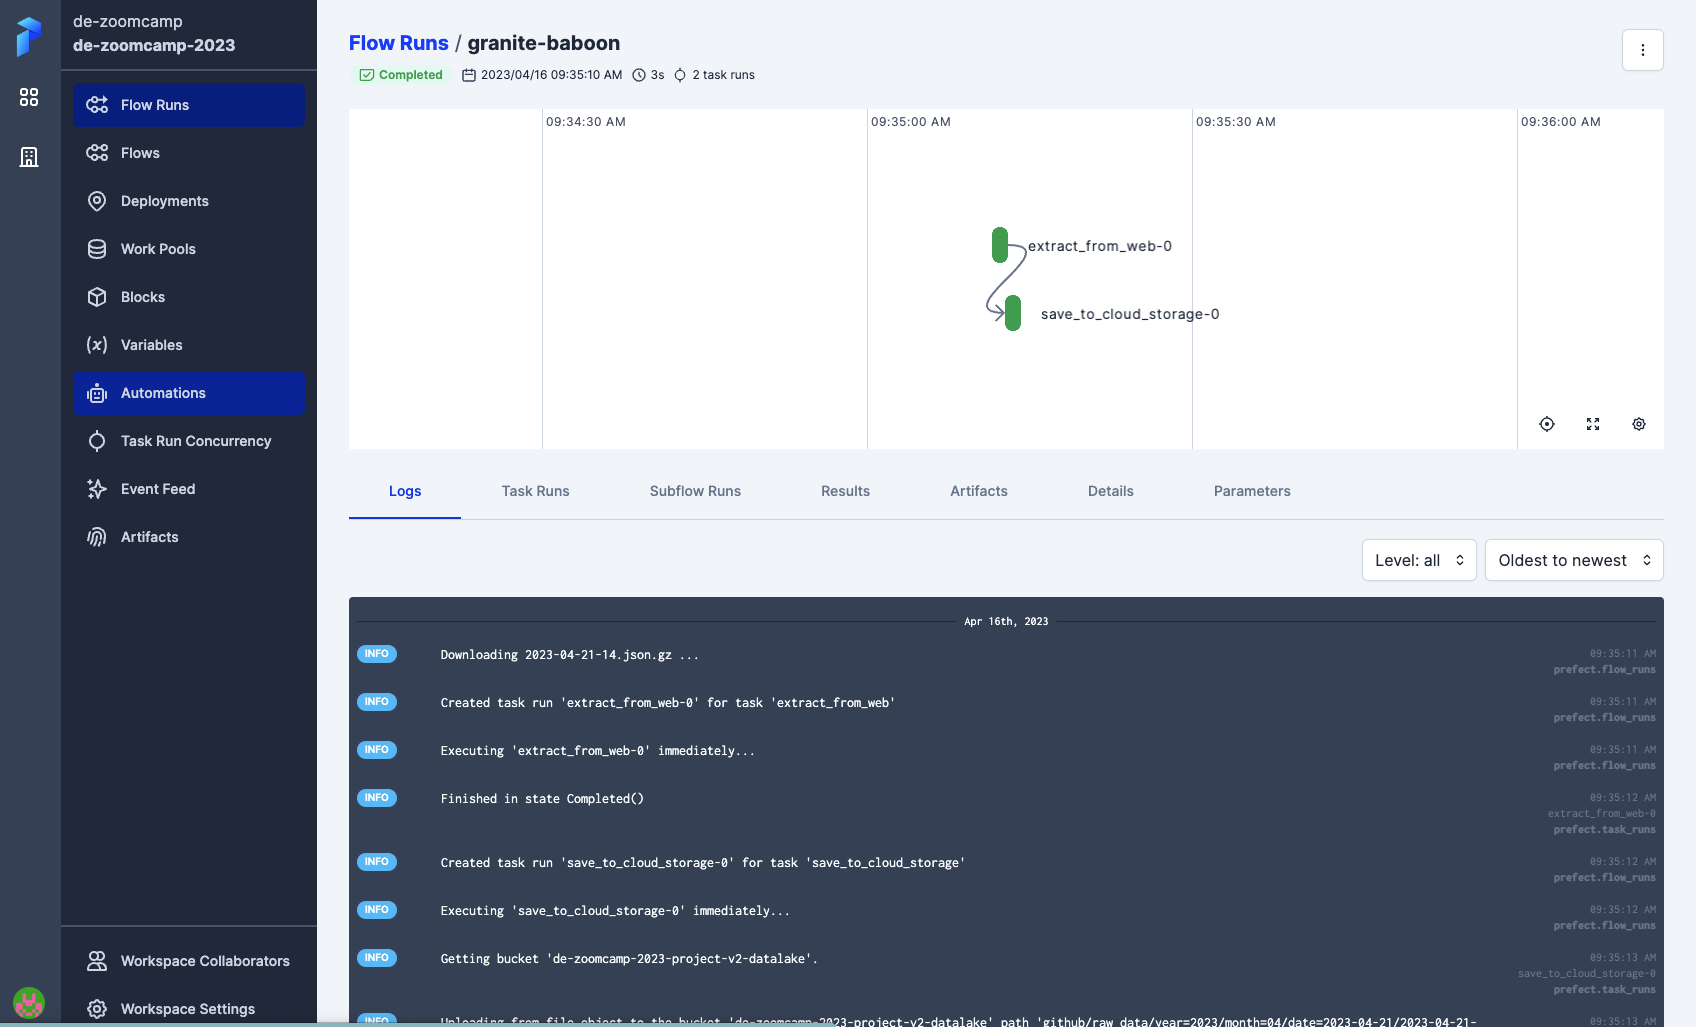 de-zoomcamp
de-zoomcamp-2023
Flow Runs
Flows
Deployments
Work Pools
Blocks
Variables
Automations
Task Run Concurrency
Event Feed
Artifacts
Workspace Collaborators
Workspace Settings
Flow Runs / granite-baboon
Completed 2023/04/16 09:35:10 AM 3s 2 task runs
09:34:30 AM 09:35:00 AM 09:35:30 AM 09:36:00 AM
extract_from_web-0
save_to_cloud_storage-0
Logs Task Runs Subflow Runs Results Artifacts Details Parameters
Level: all Oldest to newest
Apr 16th, 2023
INFO Downloading 2023-04-21-14.json.gz ... 09:35:11 AM
prefect.flow_runs
INFO Created task run 'extract_from_web-0' for task 'extract_from_web' 09:35:11 AM
prefect.flow_runs
INFO Executing 'extract_from_web-0' immediately... 09:35:11 AM
prefect.flow_runs
INFO Finished in state Completed() 09:35:12 AM
extract_from_web-0
prefect.task_runs
INFO Created task run 'save_to_cloud_storage-0' for task 'save_to_cloud_storage' 09:35:12 AM
prefect.flow_runs
INFO Executing 'save_to_cloud_storage-0' immediately... 09:35:12 AM
prefect.flow_runs
INFO Getting bucket 'de-zoomcamp-2023-project-v2-datalake'. 09:35:13 AM
save_to_cloud_storage-0
prefect.task_runs
INFO Uploading from file object to the bucket 'de-zoomcamp-2023-project-v2-datalake' path 'github/raw_data/year=2023/month=04/date=2023-04-21/2023-04-21- 09:35:13 AM